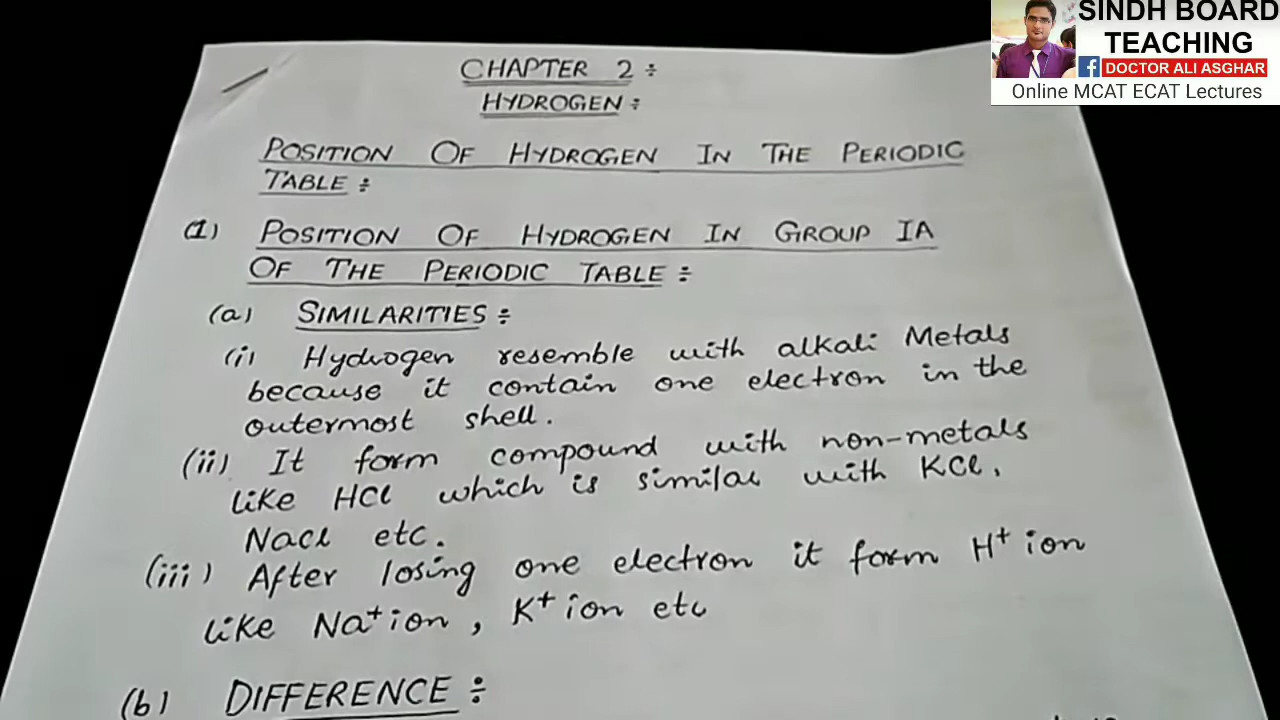 SINDH BOARD
TEACHING
f DOCTOR ALI ASGHAR
Online MCAT ECAT Lectures
CHAPTER 2 ÷
HYDROGEN ÷
POSITION OF HYDROGEN IN THE PERIODIC
TABLE ÷
(1) POSITION OF HYDROGEN IN GROUP IA
OF THE PERIODIC TABLE ÷
(a) SIMILARITIES ÷
(i) Hydrogen resemble with alkali Metals
because it contain one electron in the
outermost shell.
(ii) It form compound with non-metals
like HCl which is similar with KCl,
NaCl etc.
(iii) After losing one electron it form H⁺ ion
like Na⁺ ion, K⁺ ion etc
(b) DIFFERENCE ÷